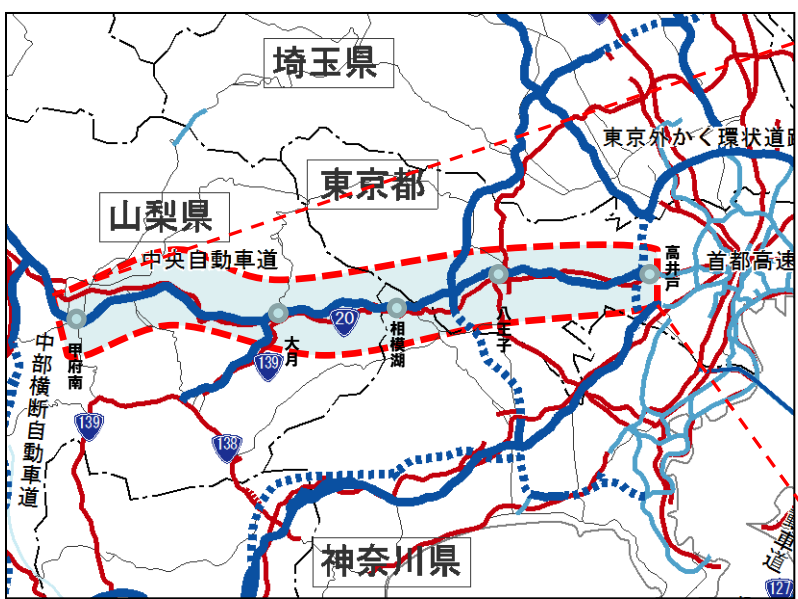 埼玉県
東京外かく環状道路
東京都
山梨県
中央自動車道
高井戸
首都高速
20
八王子
相模湖
大月
甲府南
139
中部横断自動車道
139
138
神奈川県
動車道
127